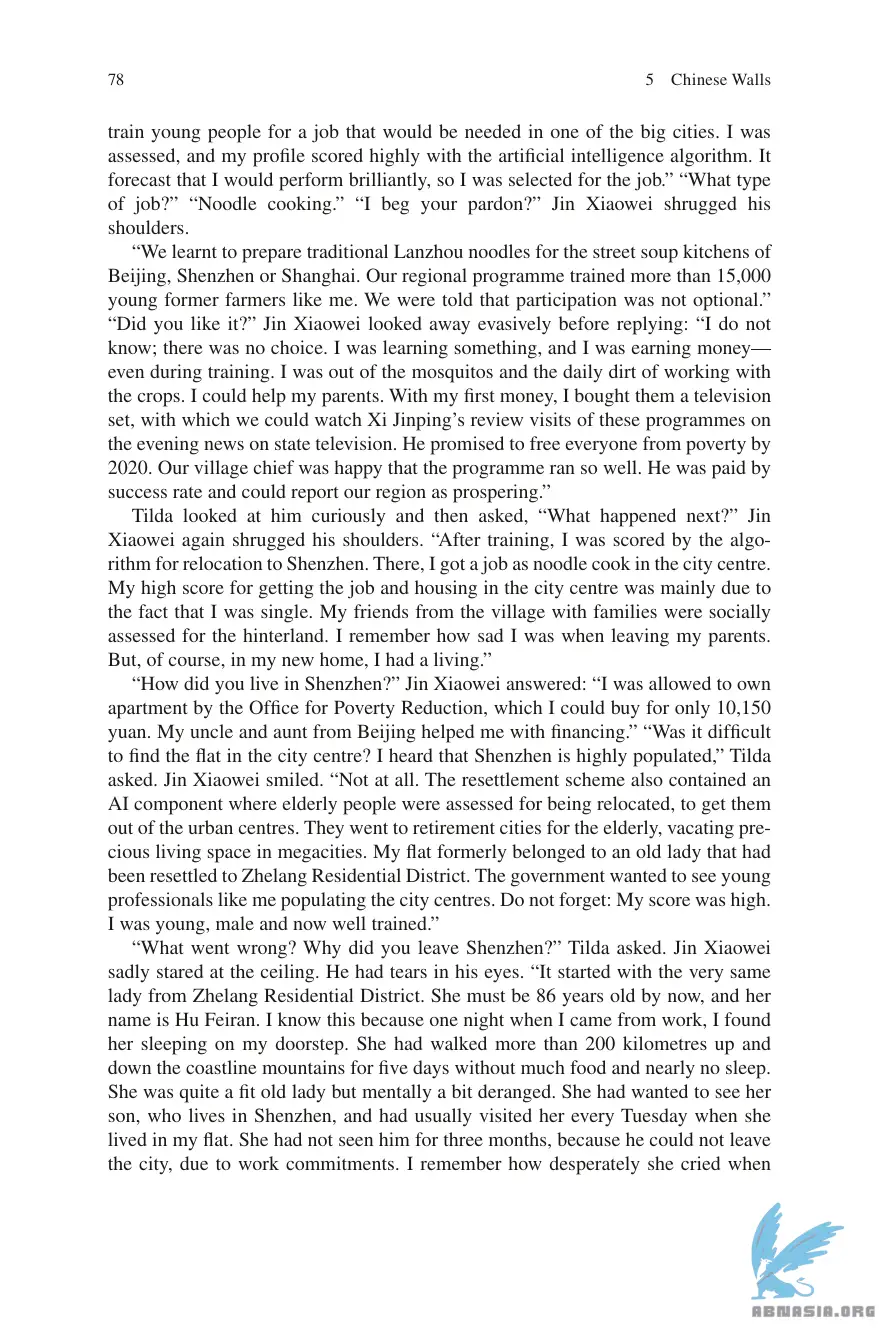 78
5 Chinese Walls
train young people for a job that would be needed in one of the big cities. I was
assessed, and my profile scored highly with the artificial intelligence algorithm. It
forecast that I would perform brilliantly, so I was selected for the job.” “What type
of job?” “Noodle cooking.” “I beg your pardon?” Jin Xiaowei shrugged his
shoulders.
“We learnt to prepare traditional Lanzhou noodles for the street soup kitchens of
Beijing, Shenzhen or Shanghai. Our regional programme trained more than 15,000
young former farmers like me. We were told that participation was not optional.”
“Did you like it?” Jin Xiaowei looked away evasively before replying: “I do not
know; there was no choice. I was learning something, and I was earning money—
even during training. I was out of the mosquitos and the daily dirt of working with
the crops. I could help my parents. With my first money, I bought them a television
set, with which we could watch Xi Jinping’s review visits of these programmes on
the evening news on state television. He promised to free everyone from poverty by
2020. Our village chief was happy that the programme ran so well. He was paid by
success rate and could report our region as prospering.”
Tilda looked at him curiously and then asked, “What happened next?” Jin
Xiaowei again shrugged his shoulders. “After training, I was scored by the algo-
rithm for relocation to Shenzhen. There, I got a job as noodle cook in the city centre.
My high score for getting the job and housing in the city centre was mainly due to
the fact that I was single. My friends from the village with families were socially
assessed for the hinterland. I remember how sad I was when leaving my parents.
But, of course, in my new home, I had a living.”
“How did you live in Shenzhen?” Jin Xiaowei answered: “I was allowed to own
apartment by the Office for Poverty Reduction, which I could buy for only 10,150
yuan. My uncle and aunt from Beijing helped me with financing.” “Was it difficult
to find the flat in the city centre? I heard that Shenzhen is highly populated,” Tilda
asked. Jin Xiaowei smiled. “Not at all. The resettlement scheme also contained an
AI component where elderly people were assessed for being relocated, to get them
out of the urban centres. They went to retirement cities for the elderly, vacating pre-
cious living space in megacities. My flat formerly belonged to an old lady that had
been resettled to Zhelang Residential District. The government wanted to see young
professionals like me populating the city centres. Do not forget: My score was high.
I was young, male and now well trained.”
“What went wrong? Why did you leave Shenzhen?” Tilda asked. Jin Xiaowei
sadly stared at the ceiling. He had tears in his eyes. “It started with the very same
lady from Zhelang Residential District. She must be 86 years old by now, and her
name is Hu Feiran. I know this because one night when I came from work, I found
her sleeping on my doorstep. She had walked more than 200 kilometres up and
down the coastline mountains for five days without much food and nearly no sleep.
She was quite a fit old lady but mentally a bit deranged. She had wanted to see her
son, who lives in Shenzhen, and had usually visited her every Tuesday when she
lived in my flat. She had not seen him for three months, because he could not leave
the city, due to work commitments. I remember how desperately she cried when
ABNASIA.ORG